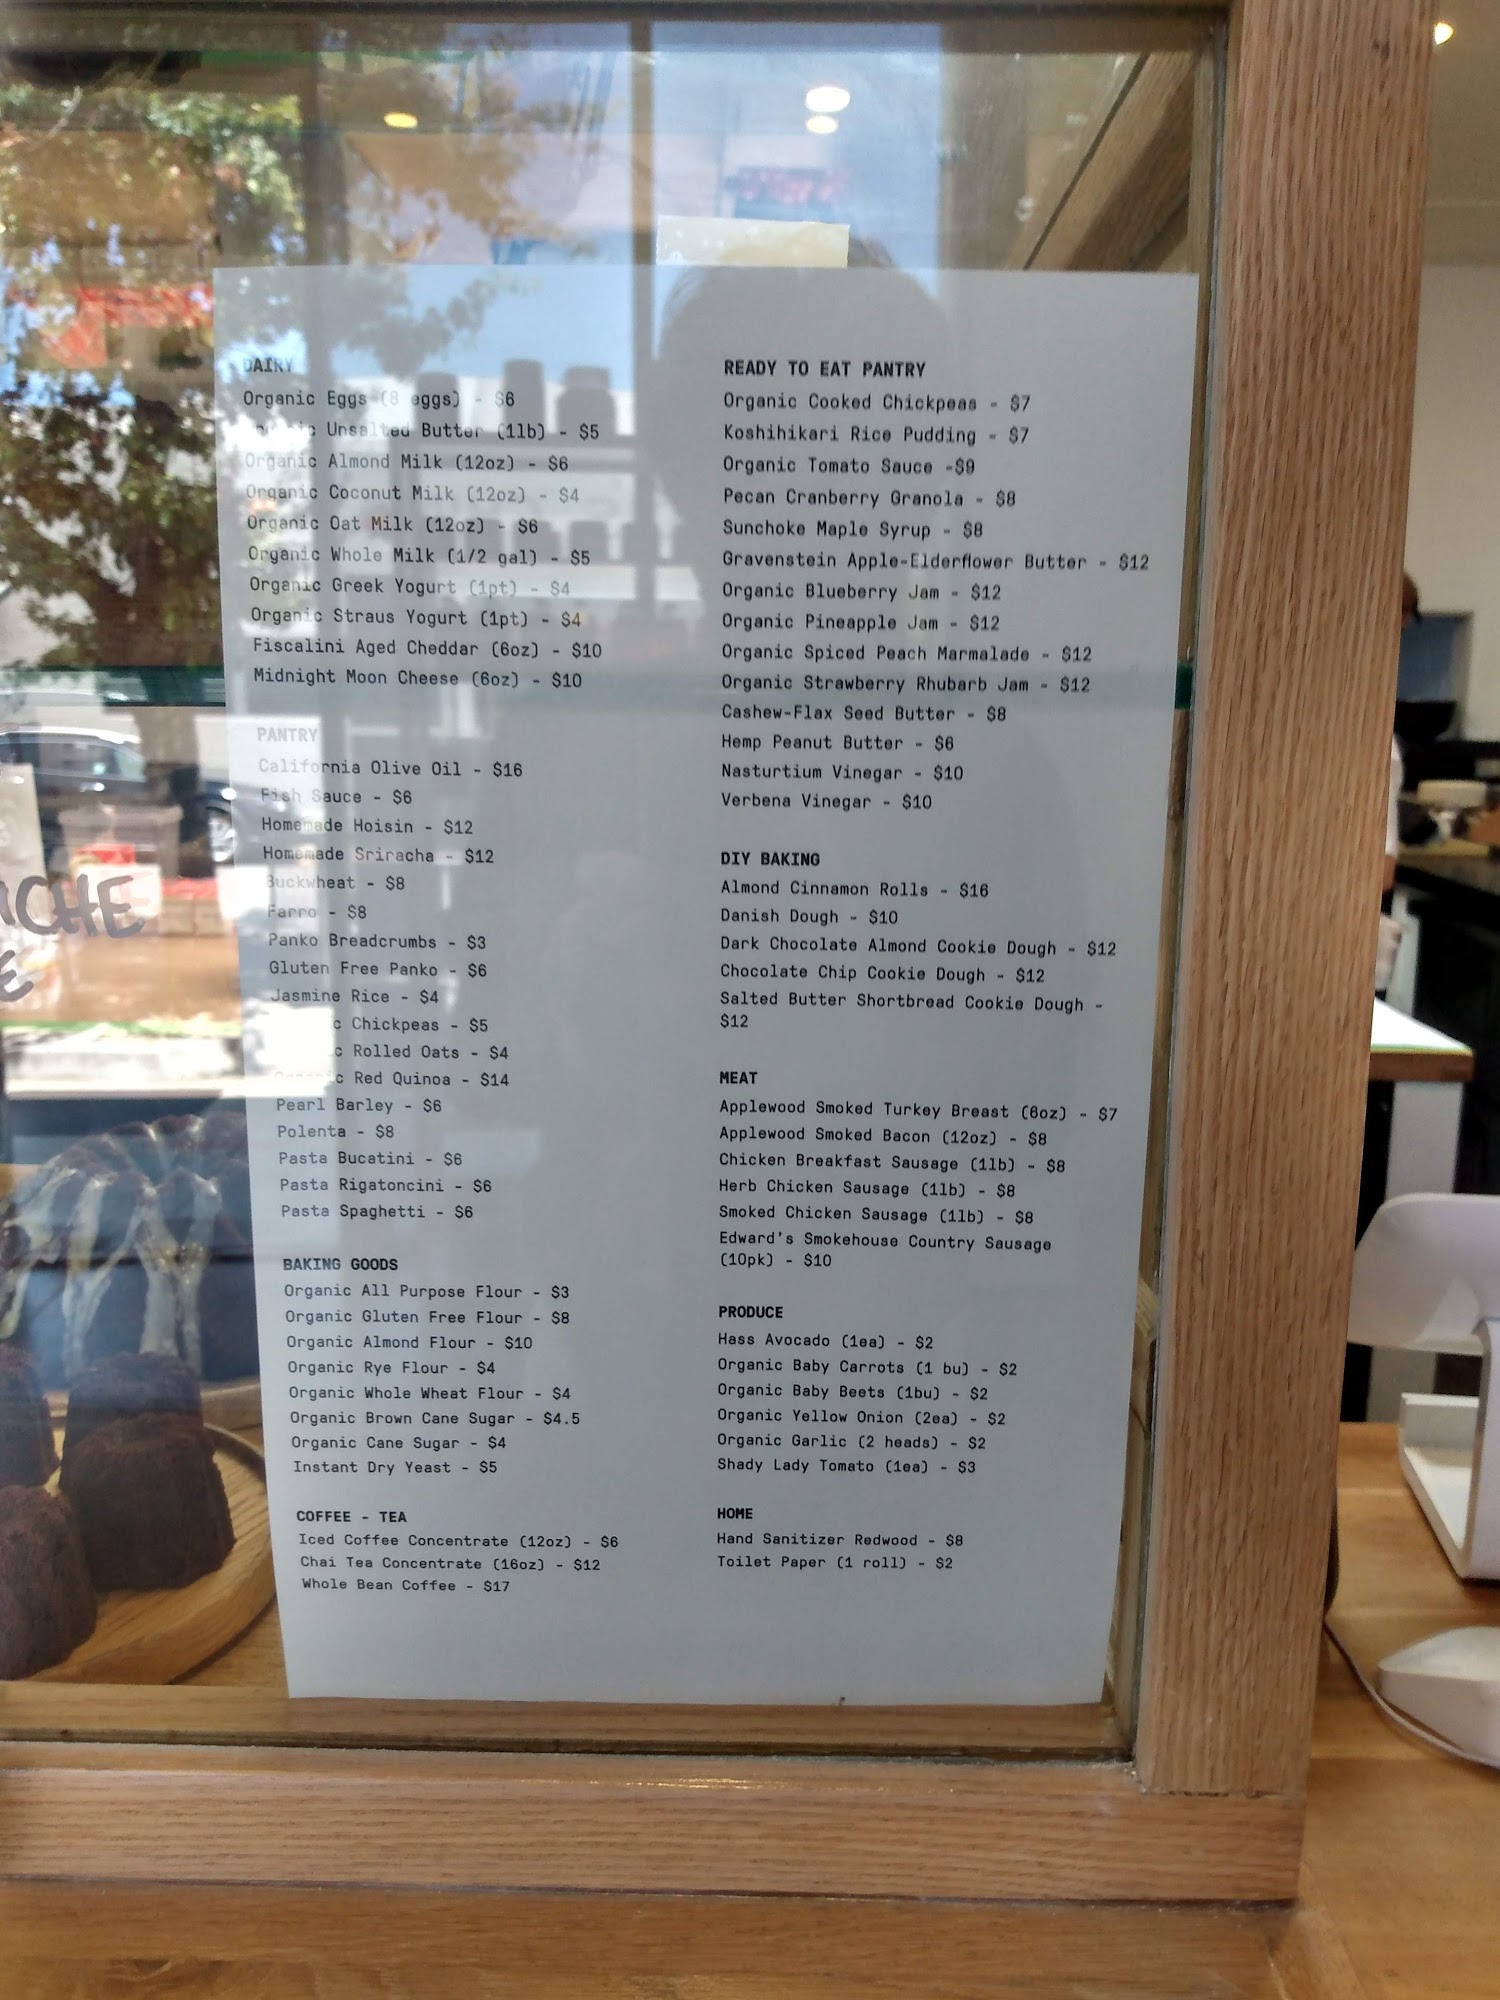 DAIRY
Organic Eggs (8 eggs) - $6
Unsalted Butter (1lb) - $5
Organic Almond Milk (12oz) - $6
Organic Coconut Milk (12oz) - $4
Organic Oat Milk (12oz) - $6
Organic Whole Milk (1/2 gal) - $5
Organic Greek Yogurt (1pt) - $4
Organic Straus Yogurt (1pt) - $4
Fiscalini Aged Cheddar (6oz) - $10
Midnight Moon Cheese (6oz) - $10
PANTRY
California Olive Oil - $16
Fish Sauce - $6
Homemade Hoisin - $12
Homemade Sriracha - $12
Buckwheat - $8
Farro - $8
Panko Breadcrumbs - $3
Gluten Free Panko - $6
Jasmine Rice - $4
Chickpeas - $5
Rolled Oats - $4
Red Quinoa - $14
Pearl Barley - $6
Polenta - $8
Pasta Bucatini - $6
Pasta Rigatoncini - $6
Pasta Spaghetti - $6
BAKING GOODS
Organic All Purpose Flour - $3
Organic Gluten Free Flour - $8
Organic Almond Flour - $10
Organic Rye Flour - $4
Organic Whole Wheat Flour - $4
Organic Brown Cane Sugar - $4.5
Organic Cane Sugar - $4
Instant Dry Yeast - $5
COFFEE - TEA
Iced Coffee Concentrate (12oz) - $6
Chai Tea Concentrate (16oz) - $12
Whole Bean Coffee - $17
READY TO EAT PANTRY
Organic Cooked Chickpeas - $7
Koshihikari Rice Pudding - $7
Organic Tomato Sauce -$9
Pecan Cranberry Granola - $8
Sunchoke Maple Syrup - $8
Gravenstein Apple-Elderflower Butter - $12
Organic Blueberry Jam - $12
Organic Pineapple Jam - $12
Organic Spiced Peach Marmalade - $12
Organic Strawberry Rhubarb Jam - $12
Cashew-Flax Seed Butter - $8
Hemp Peanut Butter - $6
Nasturtium Vinegar - $10
Verbena Vinegar - $10
DIY BAKING
Almond Cinnamon Rolls - $16
Danish Dough - $10
Dark Chocolate Almond Cookie Dough - $12
Chocolate Chip Cookie Dough - $12
Salted Butter Shortbread Cookie Dough -
$12
MEAT
Applewood Smoked Turkey Breast (6oz) - $7
Applewood Smoked Bacon (12oz) - $8
Chicken Breakfast Sausage (1lb) - $8
Herb Chicken Sausage (1lb) - $8
Smoked Chicken Sausage (1lb) - $8
Edward's Smokehouse Country Sausage
(10pk) - $10
PRODUCE
Hass Avocado (1ea) - $2
Organic Baby Carrots (1 bu) - $2
Organic Baby Beets (1bu) - $2
Organic Yellow Onion (2ea) - $2
Organic Garlic (2 heads) - $2
Shady Lady Tomato (1ea) - $3
HOME
Hand Sanitizer Redwood - $8
Toilet Paper (1 roll) - $2